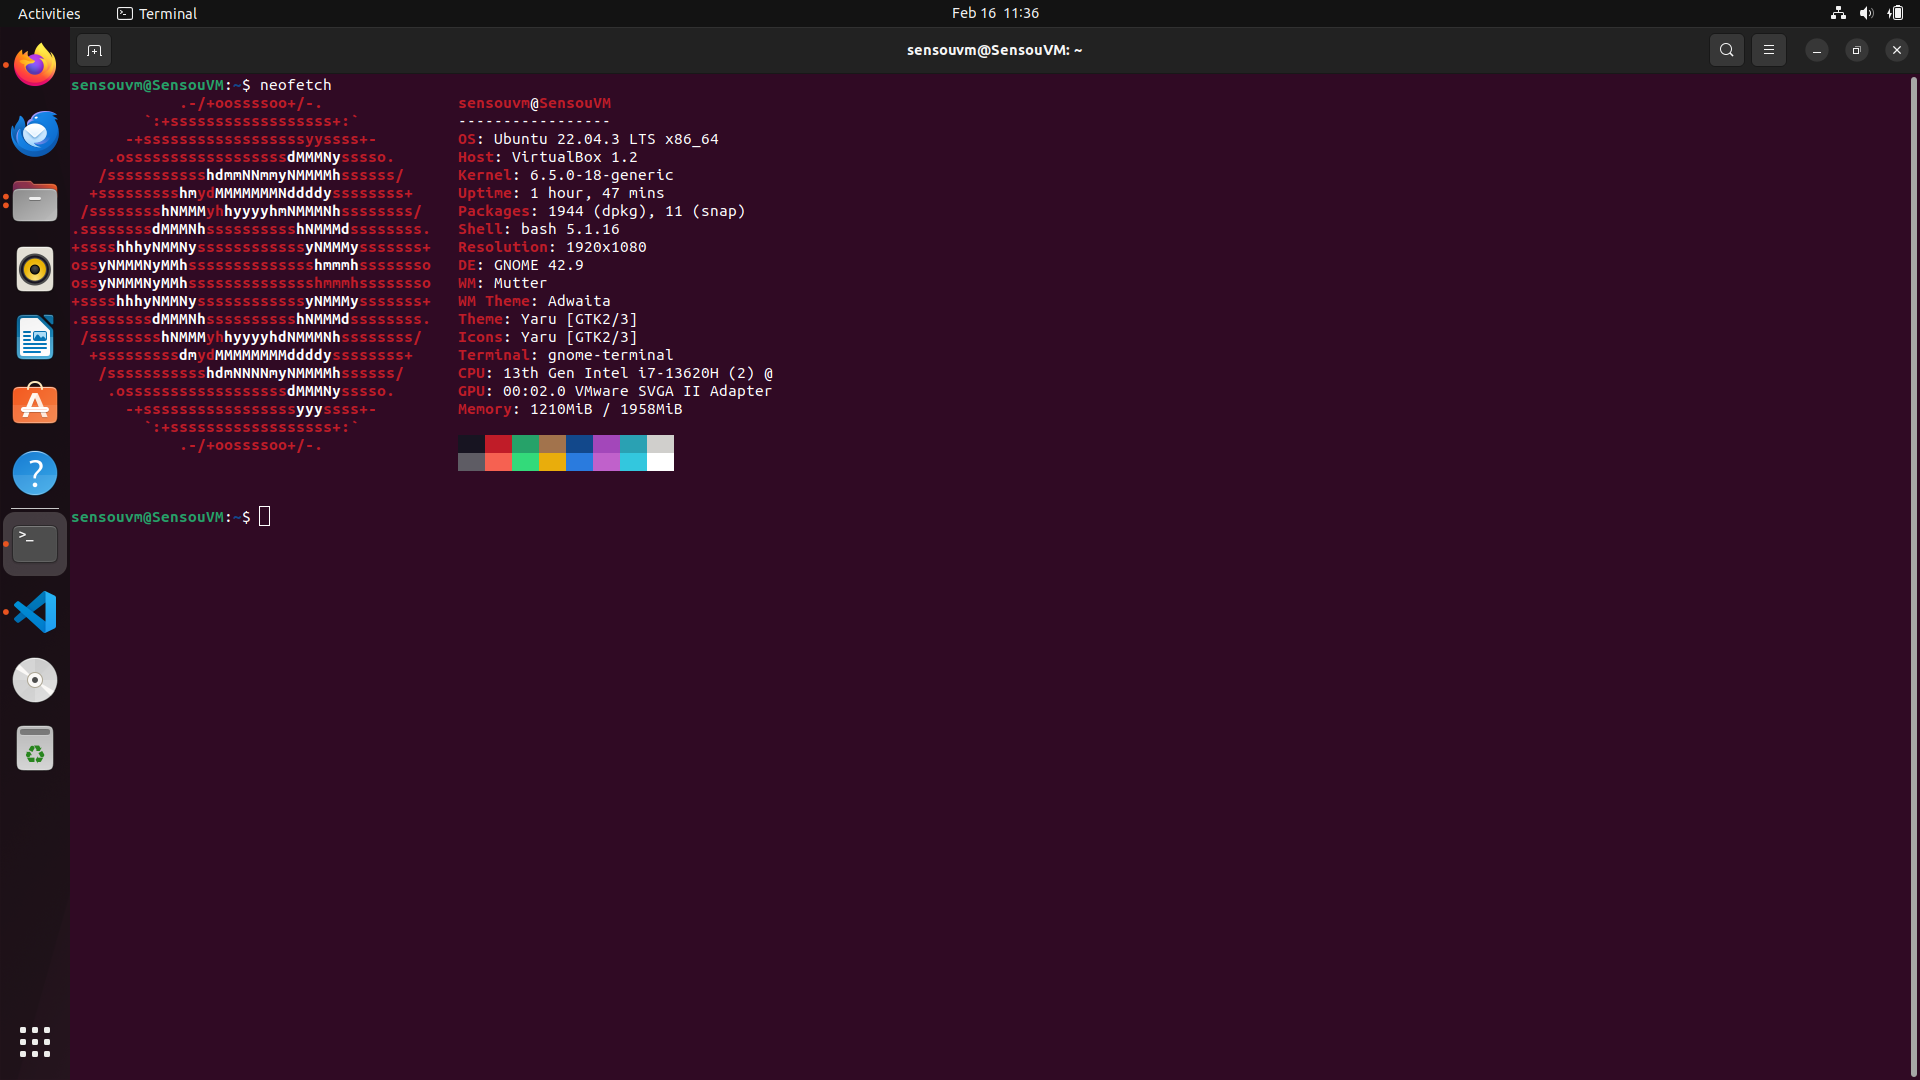 Activities Terminal Feb 16 11:36
sensouvm@SensouVM: ~
sensouvm@SensouVM:~$ neofetch
.-/+oossssoo+/-. sensouvm@SensouVM
`:+ssssssssssssssssss+:` -----------------
-+ssssssssssssssssssyyssss+- OS: Ubuntu 22.04.3 LTS x86_64
.ossssssssssssssssssdMMMNysssso. Host: VirtualBox 1.2
/ssssssssssshdmmNNmmyNMMMMhssssss/ Kernel: 6.5.0-18-generic
+ssssssssshmydMMMMMMMNddddyssssssss+ Uptime: 1 hour, 47 mins
/sssssssshNMMMyhhyyyyhmNMMMNhssssssss/ Packages: 1944 (dpkg), 11 (snap)
.ssssssssdMMMNhsssssssssshNMMMdssssssss. Shell: bash 5.1.16
+sssshhhyNMMNyssssssssssssyNMMMysssssss+ Resolution: 1920x1080
ossyNMMMNyMMhsssssssssssssshmmmhssssssso DE: GNOME 42.9
ossyNMMMNyMMhsssssssssssssshmmmhssssssso WM: Mutter
+sssshhhyNMMNyssssssssssssyNMMMysssssss+ WM Theme: Adwaita
.ssssssssdMMMNhsssssssssshNMMMdssssssss. Theme: Yaru [GTK2/3]
/sssssssshNMMMyhhyyyyhdNMMMNhssssssss/ Icons: Yaru [GTK2/3]
+sssssssssdmydMMMMMMMMddddyssssssss+ Terminal: gnome-terminal
/ssssssssssshdmNNNNmyNMMMMhssssss/ CPU: 13th Gen Intel i7-13620H (2) @
.ossssssssssssssssssdMMMNysssso. GPU: 00:02.0 VMware SVGA II Adapter
-+sssssssssssssssssyyyssss+- Memory: 1210MiB / 1958MiB
`:+ssssssssssssssssss+:`
.-/+oossssoo+/-.
sensouvm@SensouVM:~$